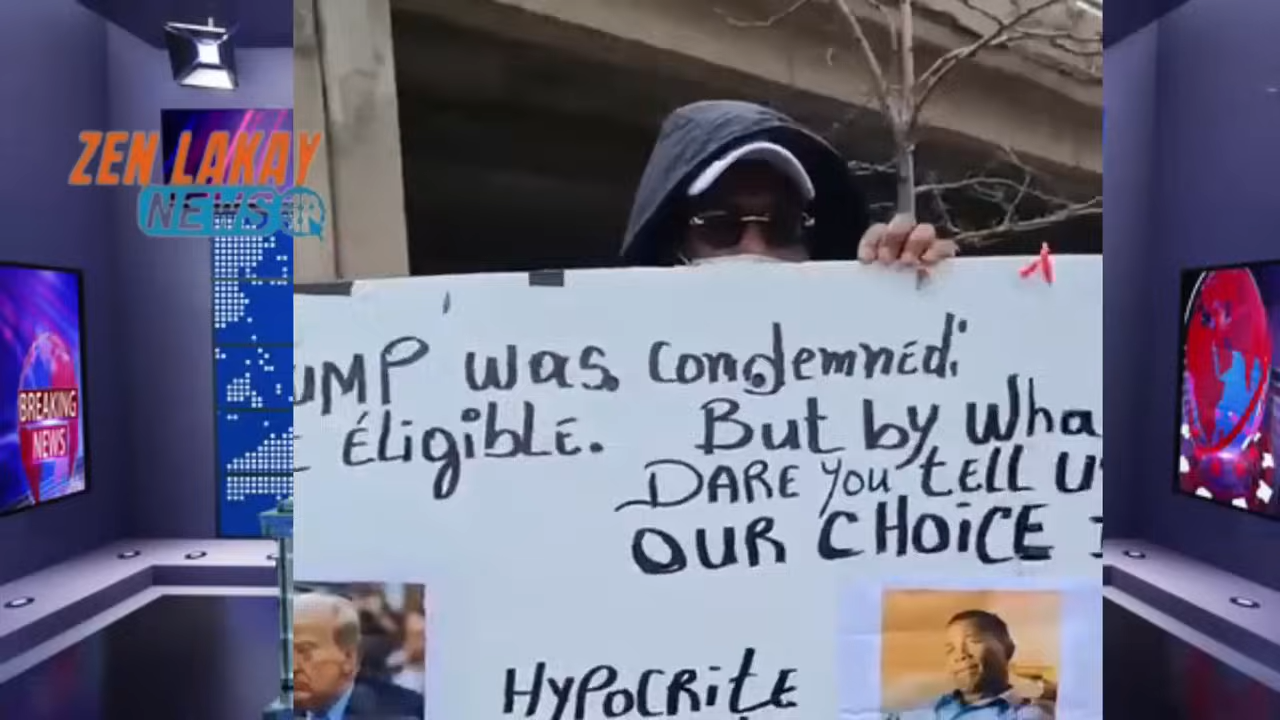 ZEN LAKAY
NEWS
BREAKING
NEWS
UMP was condemned.
éligible. But by Wha
DARE you tELL U
OUR CHOiCE
HYPOCRitE